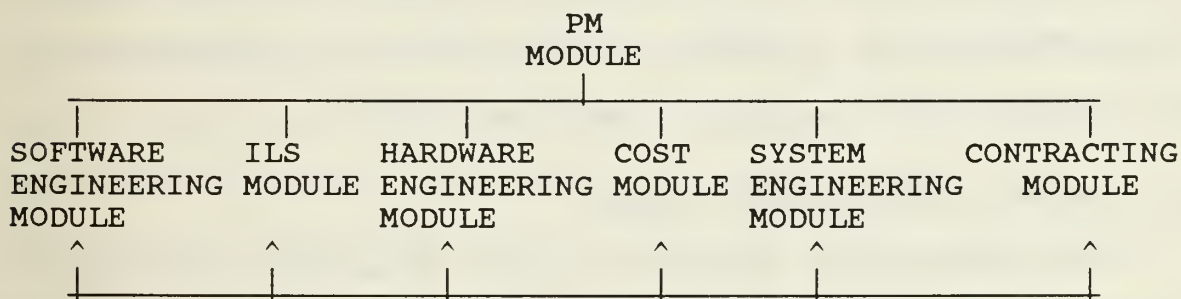 PM
MODULE
SOFTWARE ILS HARDWARE COST SYSTEM CONTRACTING
ENGINEERING MODULE ENGINEERING MODULE ENGINEERING MODULE
MODULE MODULE MODULE